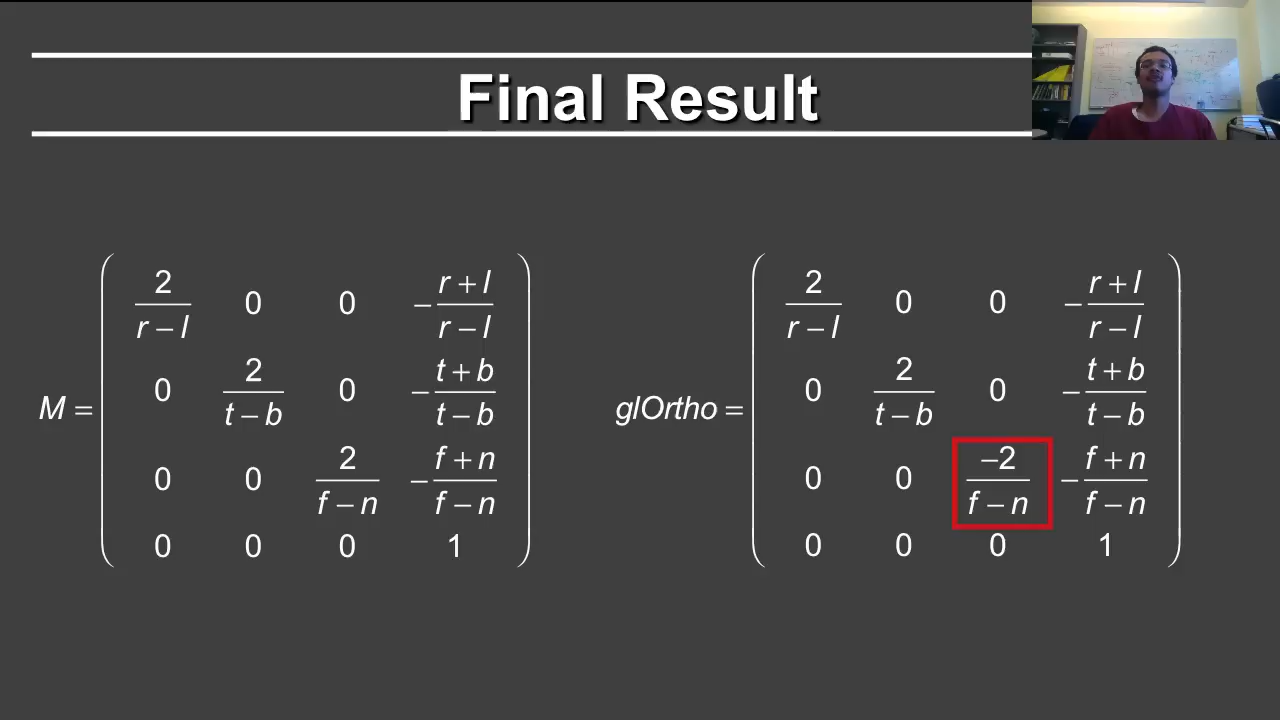 Final Result
M = ( 2/(r − l) 0 0 −(r + l)/(r − l)
0 2/(t − b) 0 −(t + b)/(t − b)
0 0 2/(f − n) −(f + n)/(f − n)
0 0 0 1 )
glOrtho = ( 2/(r − l) 0 0 −(r + l)/(r − l)
0 2/(t − b) 0 −(t + b)/(t − b)
0 0 −2/(f − n) −(f + n)/(f − n)
0 0 0 1 )